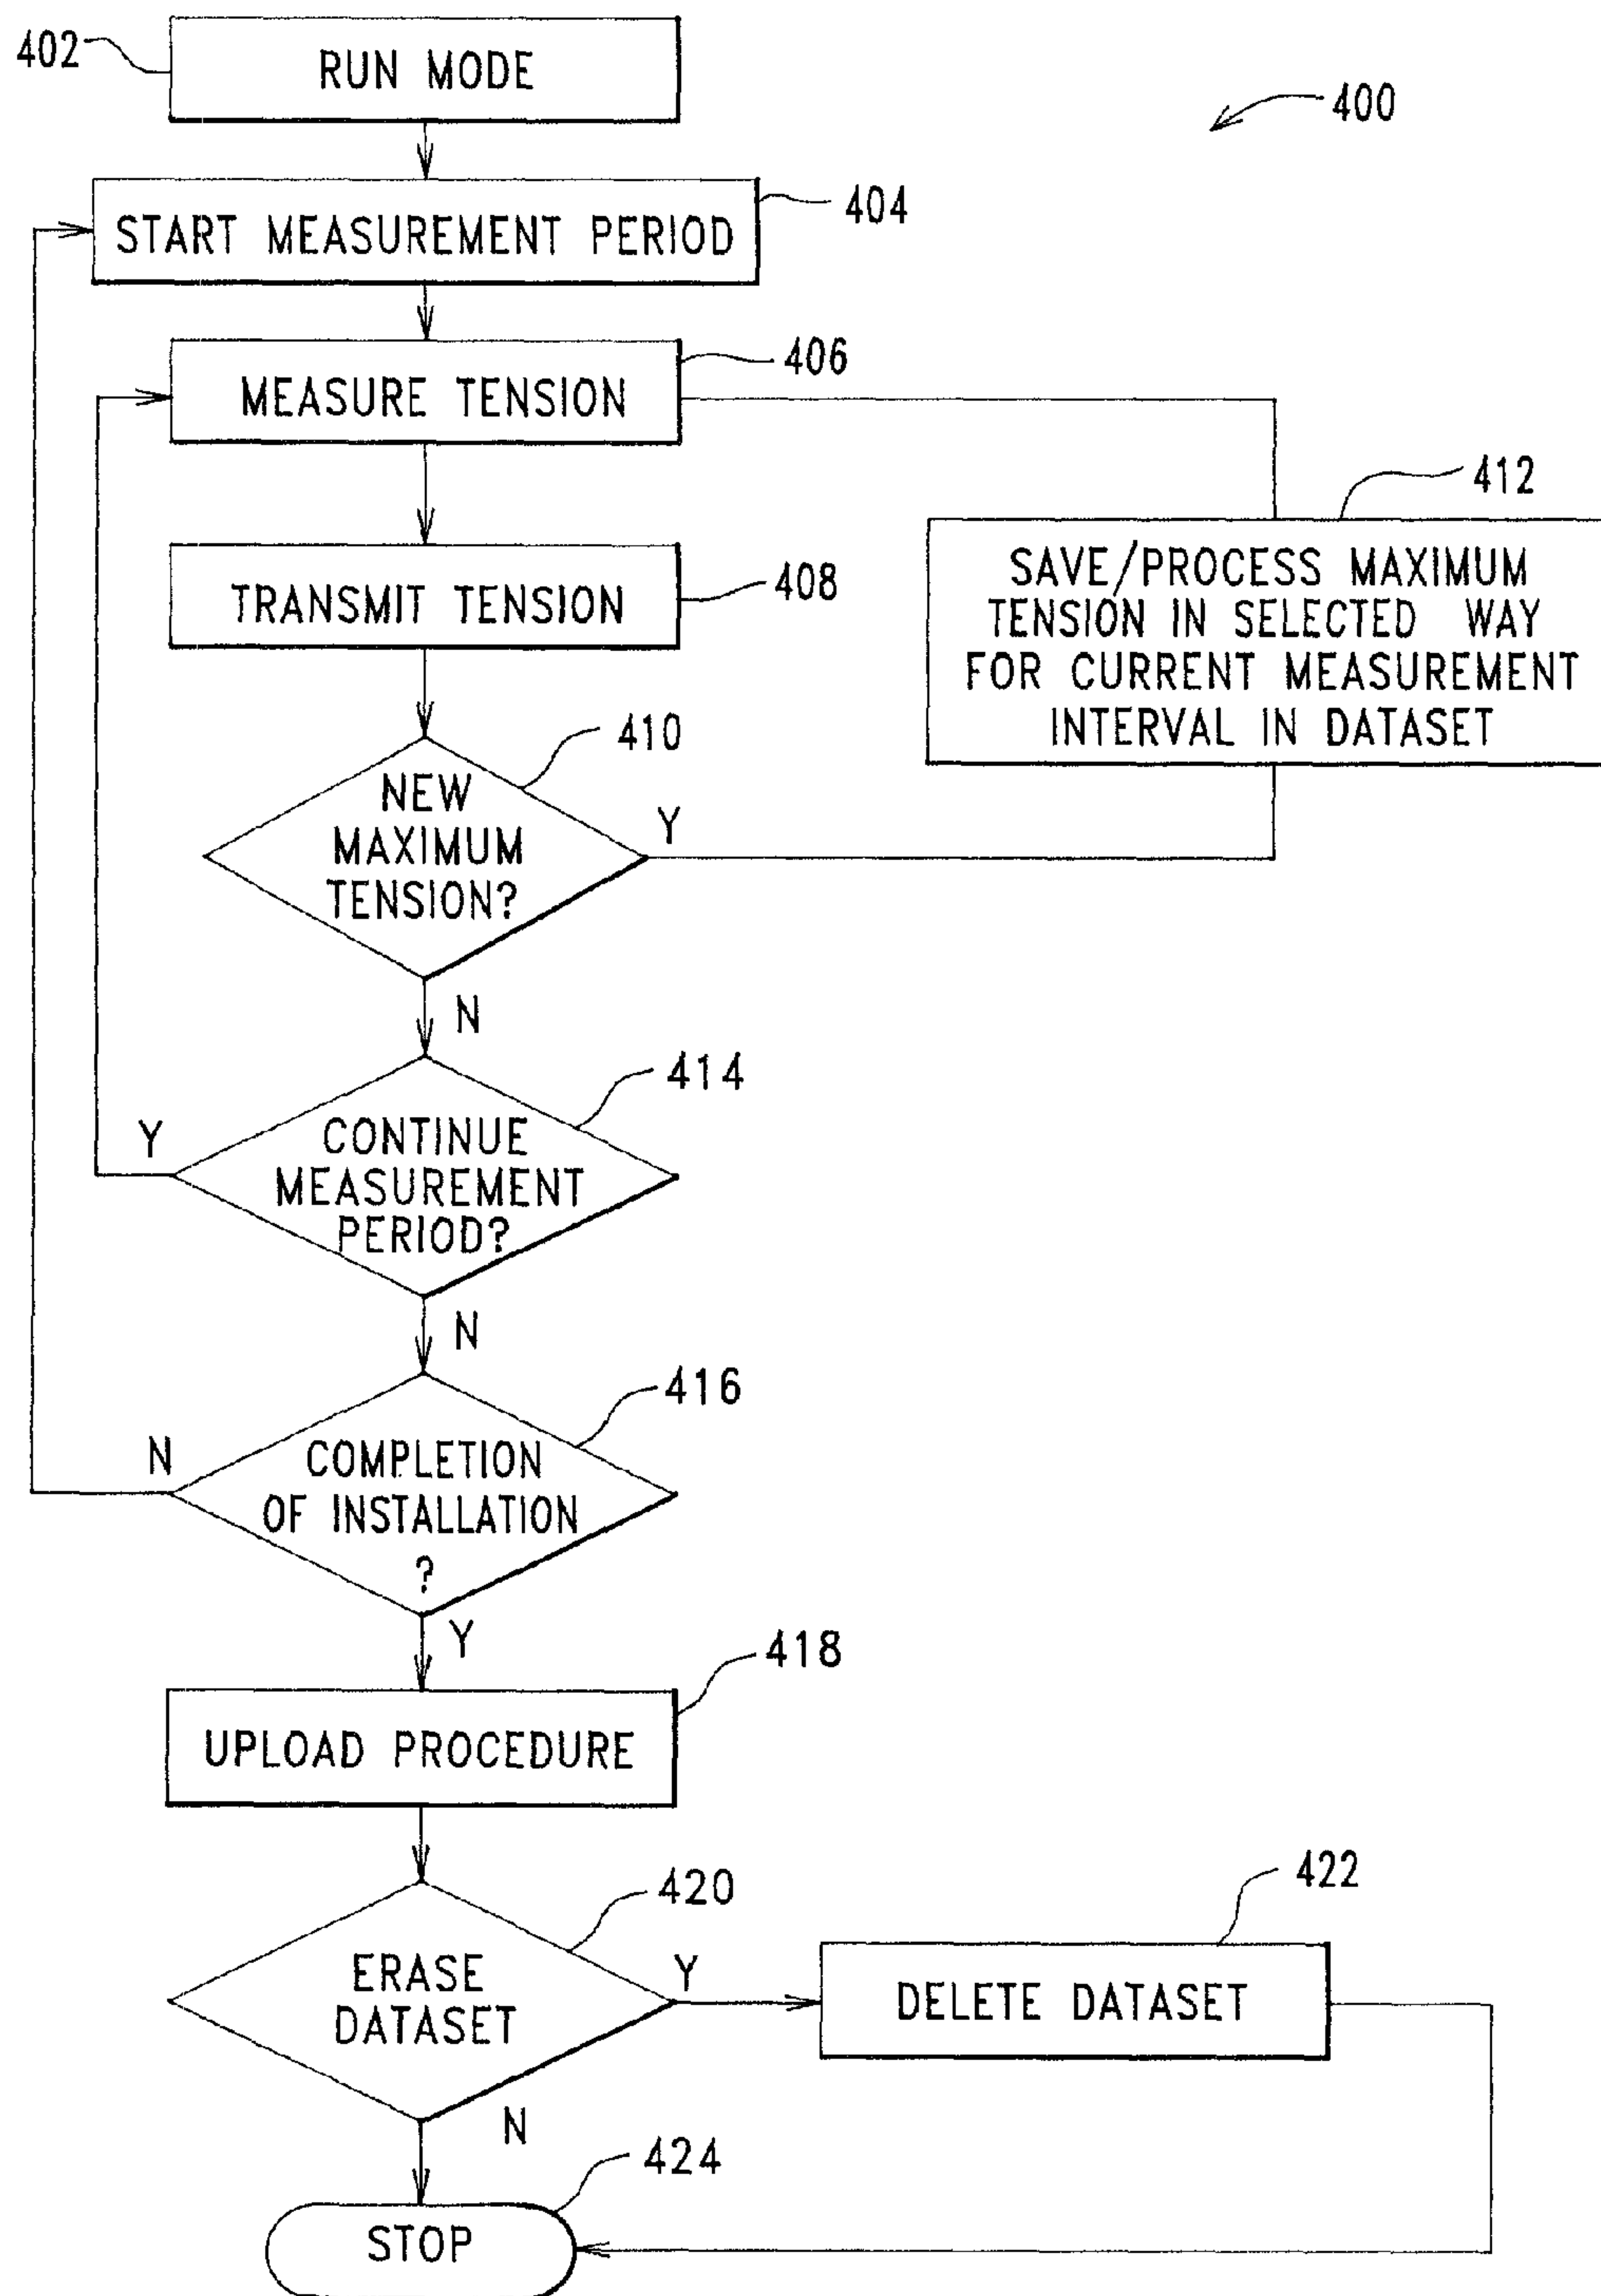 402
RUN MODE
400
404
START MEASUREMENT PERIOD
406
MEASURE TENSION
412
SAVE/PROCESS MAXIMUM
TENSION IN SELECTED WAY
FOR CURRENT MEASUREMENT
INTERVAL IN DATASET
408
TRANSMIT TENSION
410
NEW
MAXIMUM
TENSION?
Y
N
414
CONTINUE
MEASUREMENT
PERIOD?
Y
N
416
COMPLETION
OF INSTALLATION
?
N
Y
418
UPLOAD PROCEDURE
420
ERASE
DATASET
Y
422
DELETE DATASET
N
424
STOP